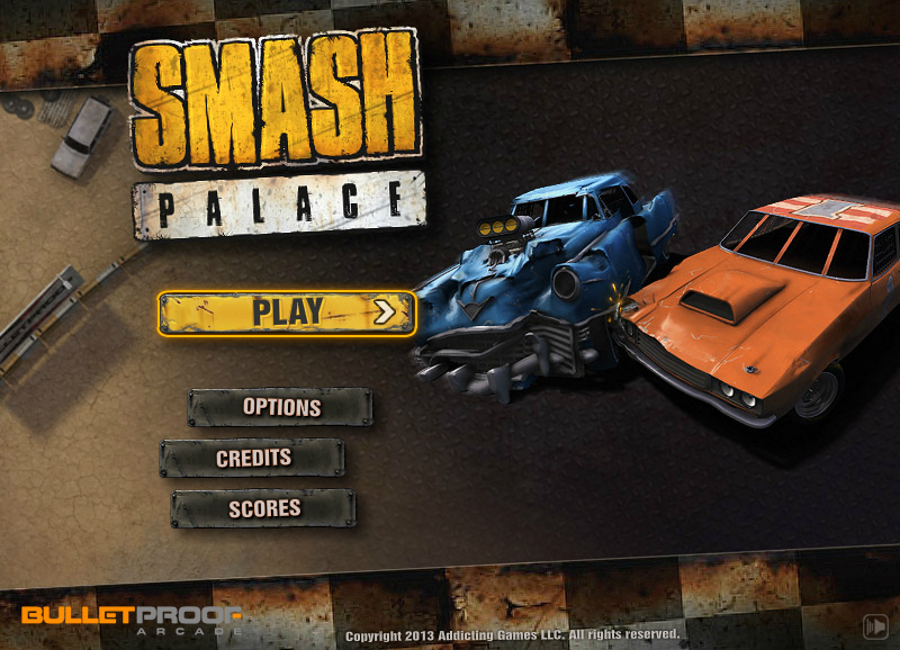 SMASH
PALACE
PLAY
OPTIONS
CREDITS
SCORES
BULLETPROOF
ARCADE
Copyright 2013 Addicting Games LLC. All rights reserved.